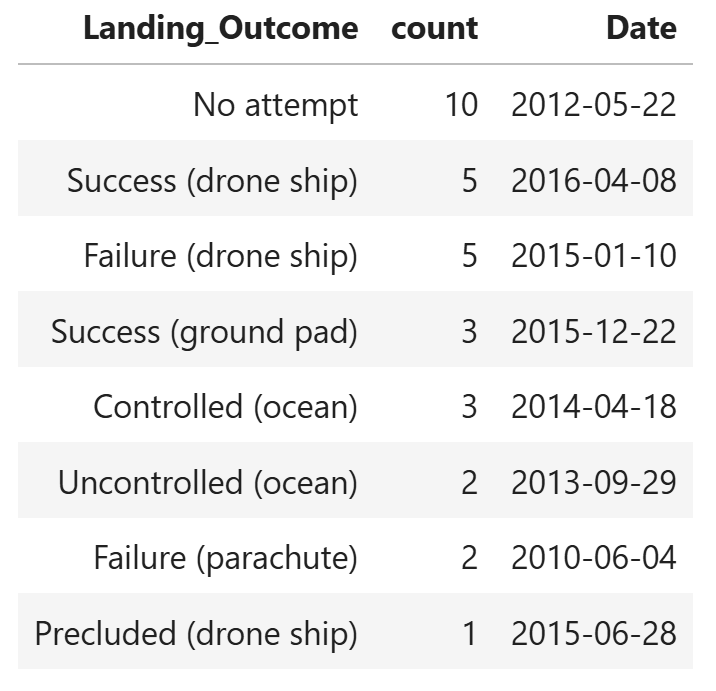 Landing_Outcome count Date
No attempt 10 2012-05-22
Success (drone ship) 5 2016-04-08
Failure (drone ship) 5 2015-01-10
Success (ground pad) 3 2015-12-22
Controlled (ocean) 3 2014-04-18
Uncontrolled (ocean) 2 2013-09-29
Failure (parachute) 2 2010-06-04
Precluded (drone ship) 1 2015-06-28